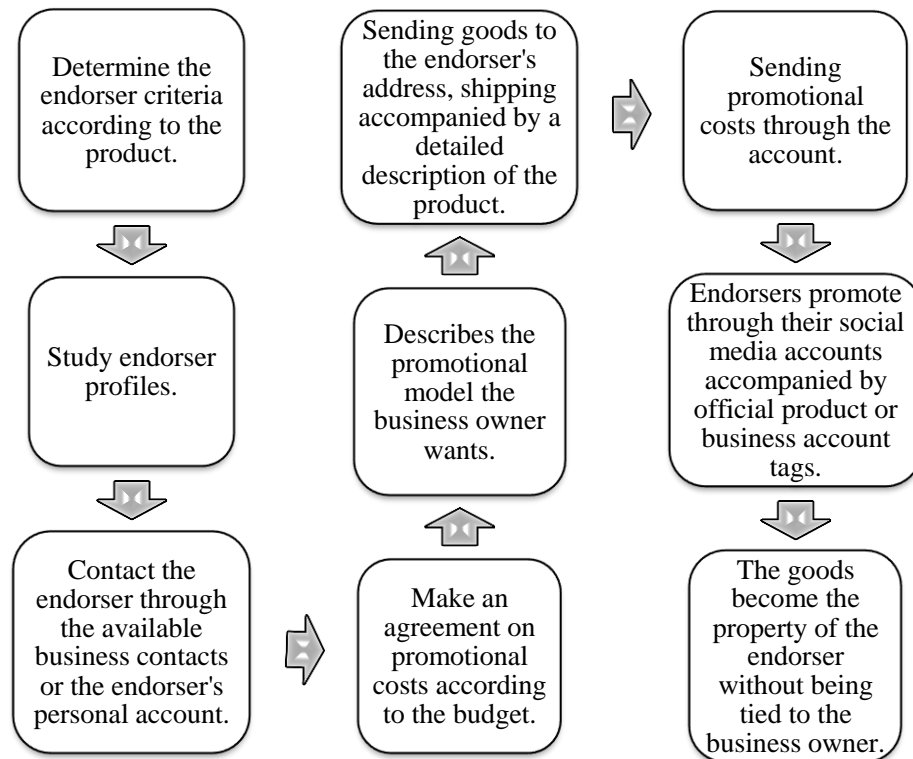 Determine the
endorser criteria
according to the
product.
Study endorser
profiles.
Contact the
endorser through
the available
business contacts
or the endorser's
personal account.
Make an
agreement on
promotional
costs according
to the budget.
Describes the
promotional
model the
business owner
wants.
Sending goods to
the endorser's
address, shipping
accompanied by a
detailed
description of the
product.
Sending
promotional
costs through the
account.
Endorsers promote
through their social
media accounts
accompanied by
official product or
business account
tags.
The goods
become the
property of the
endorser
without being
tied to the
business owner.